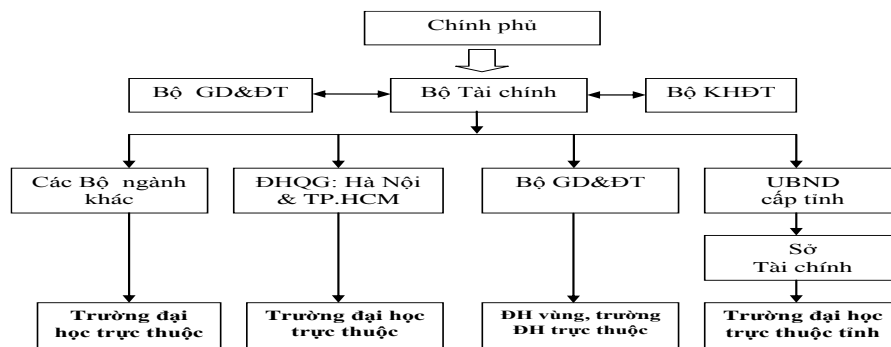 Chính phủ
Bộ GD&ĐT
Bộ Tài chính
Bộ KHĐT
Các Bộ ngành
khác
ĐHQG: Hà Nội
& TP.HCM
Bộ GD&ĐT
UBND
cấp tỉnh
Sở
Tài chính
Trường đại
học trực thuộc
Trường đại học
trực thuộc
ĐH vùng, trường
ĐH trực thuộc
Trường đại học
trực thuộc tỉnh